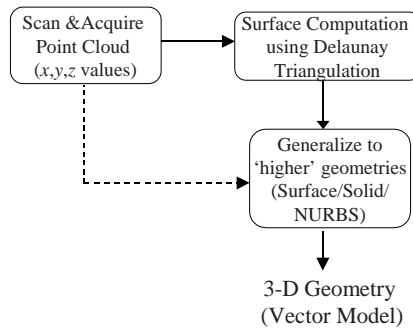 Scan &Acquire
Point Cloud
(x,y,z values)
Surface Computation
using Delaunay
Triangulation
Generalize to
‘higher’ geometries
(Surface/Solid/
NURBS)
3-D Geometry
(Vector Model)